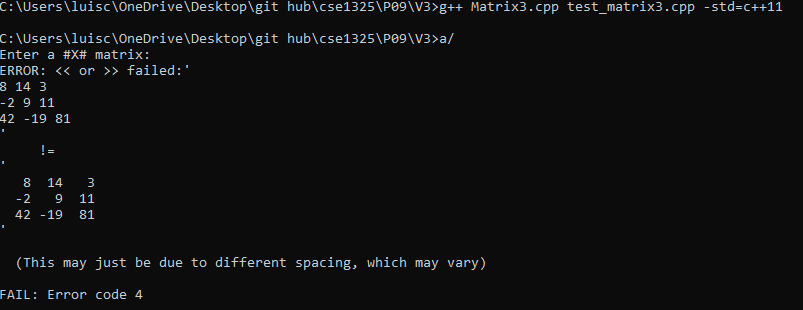 C:\Users\luisc\OneDrive\Desktop\git hub\cse1325\P09\V3>g++ Matrix3.cpp test_matrix3.cpp -std=c++11
C:\Users\luisc\OneDrive\Desktop\git hub\cse1325\P09\V3>a/
Enter a #X# matrix:
ERROR: << or >> failed:'
8 14 3
-2 9 11
42 -19 81
'
!=
'
8 14 3
-2 9 11
42 -19 81
'
(This may just be due to different spacing, which may vary)
FAIL: Error code 4